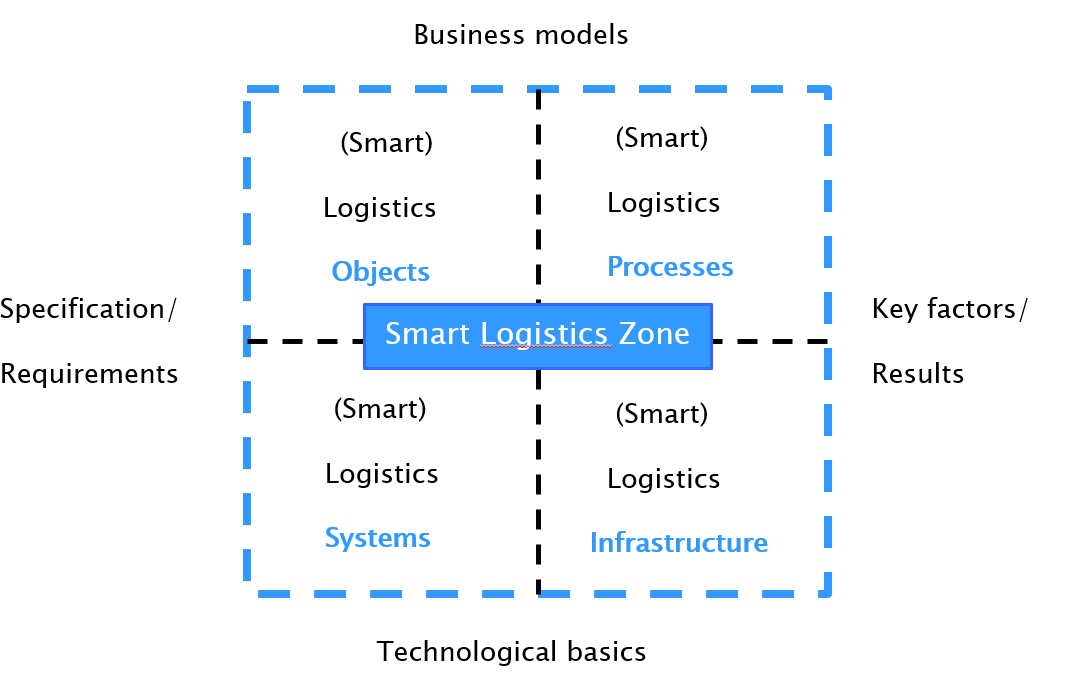 Business models
(Smart)
Logistics
Objects
(Smart)
Logistics
Processes
Specification/
Requirements
Smart Logistics Zone
Key factors/
Results
(Smart)
Logistics
Systems
(Smart)
Logistics
Infrastructure
Technological basics